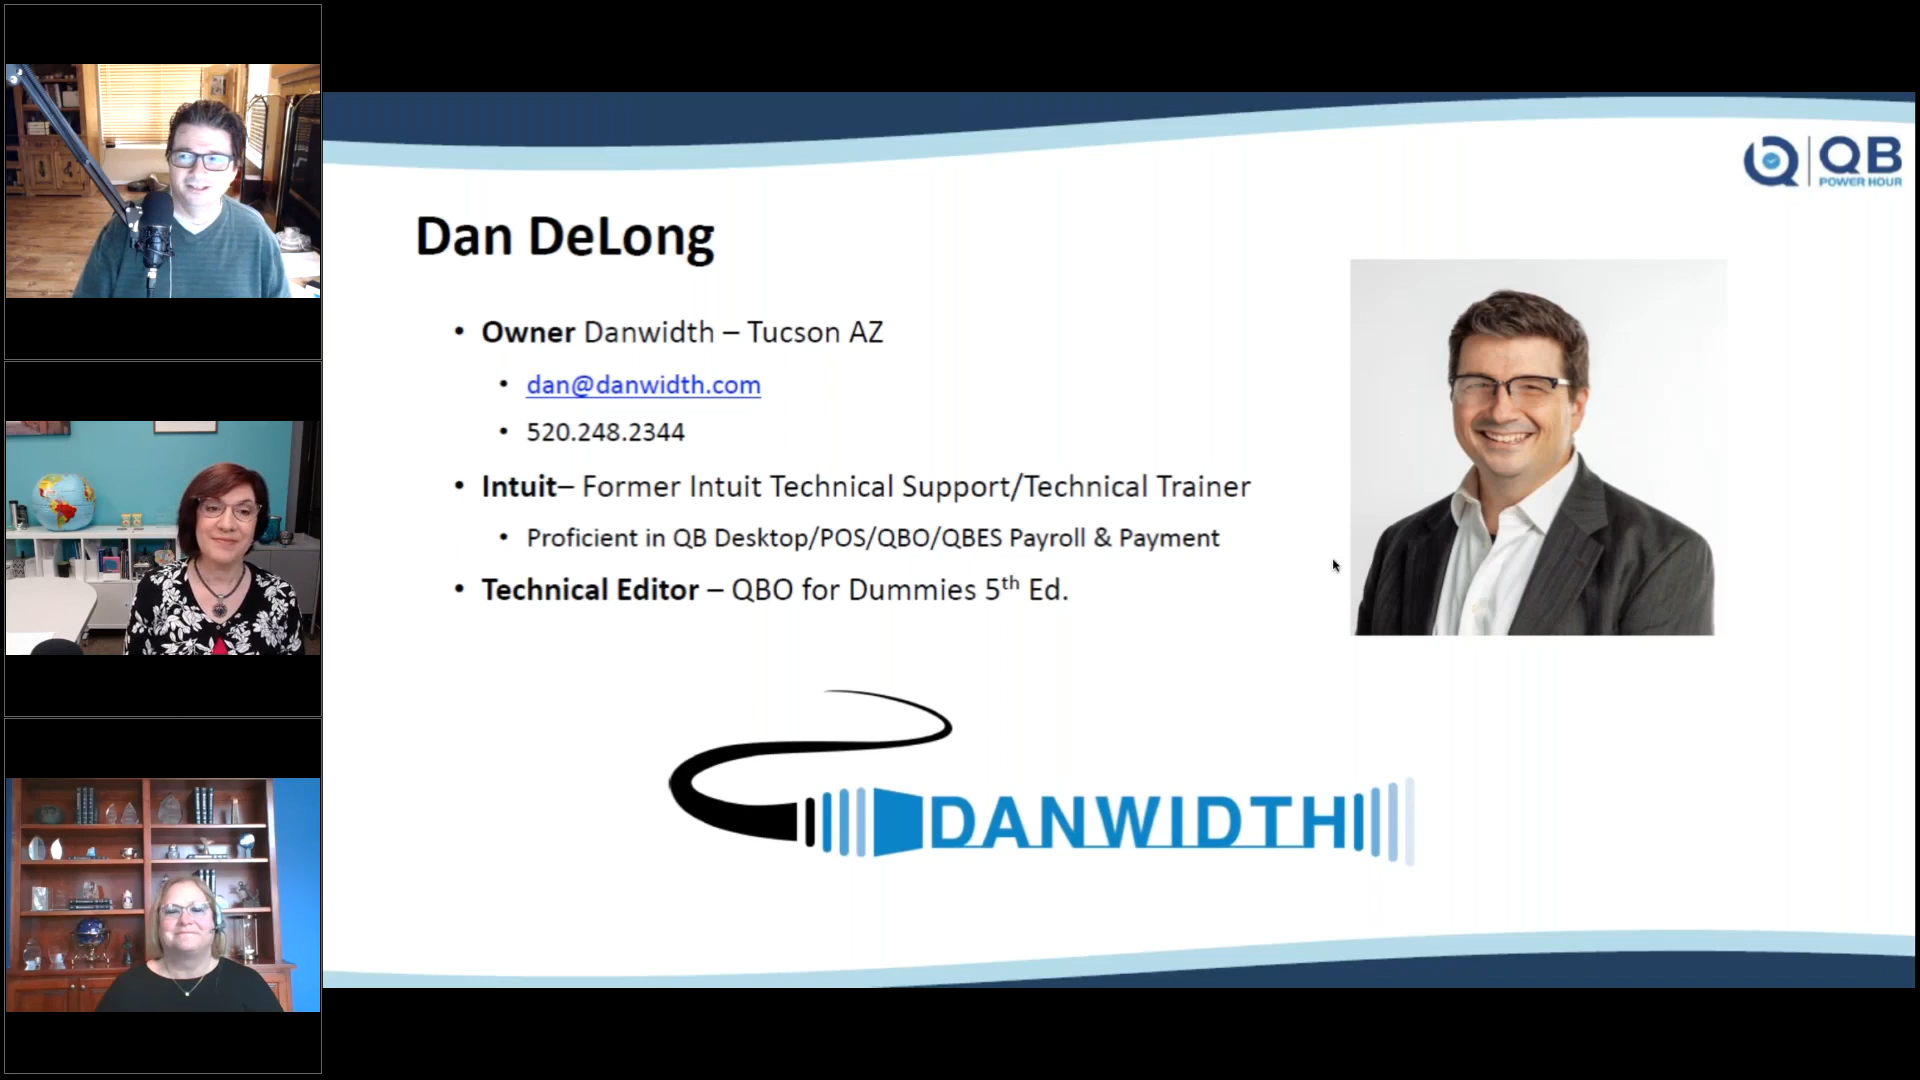 QB
POWER HOUR
Dan DeLong
• Owner Danwidth – Tucson AZ
• dan@danwidth.com
• 520.248.2344
• Intuit– Former Intuit Technical Support/Technical Trainer
• Proficient in QB Desktop/POS/QBO/QBES Payroll & Payment
• Technical Editor – QBO for Dummies 5th Ed.
DANWIDTH